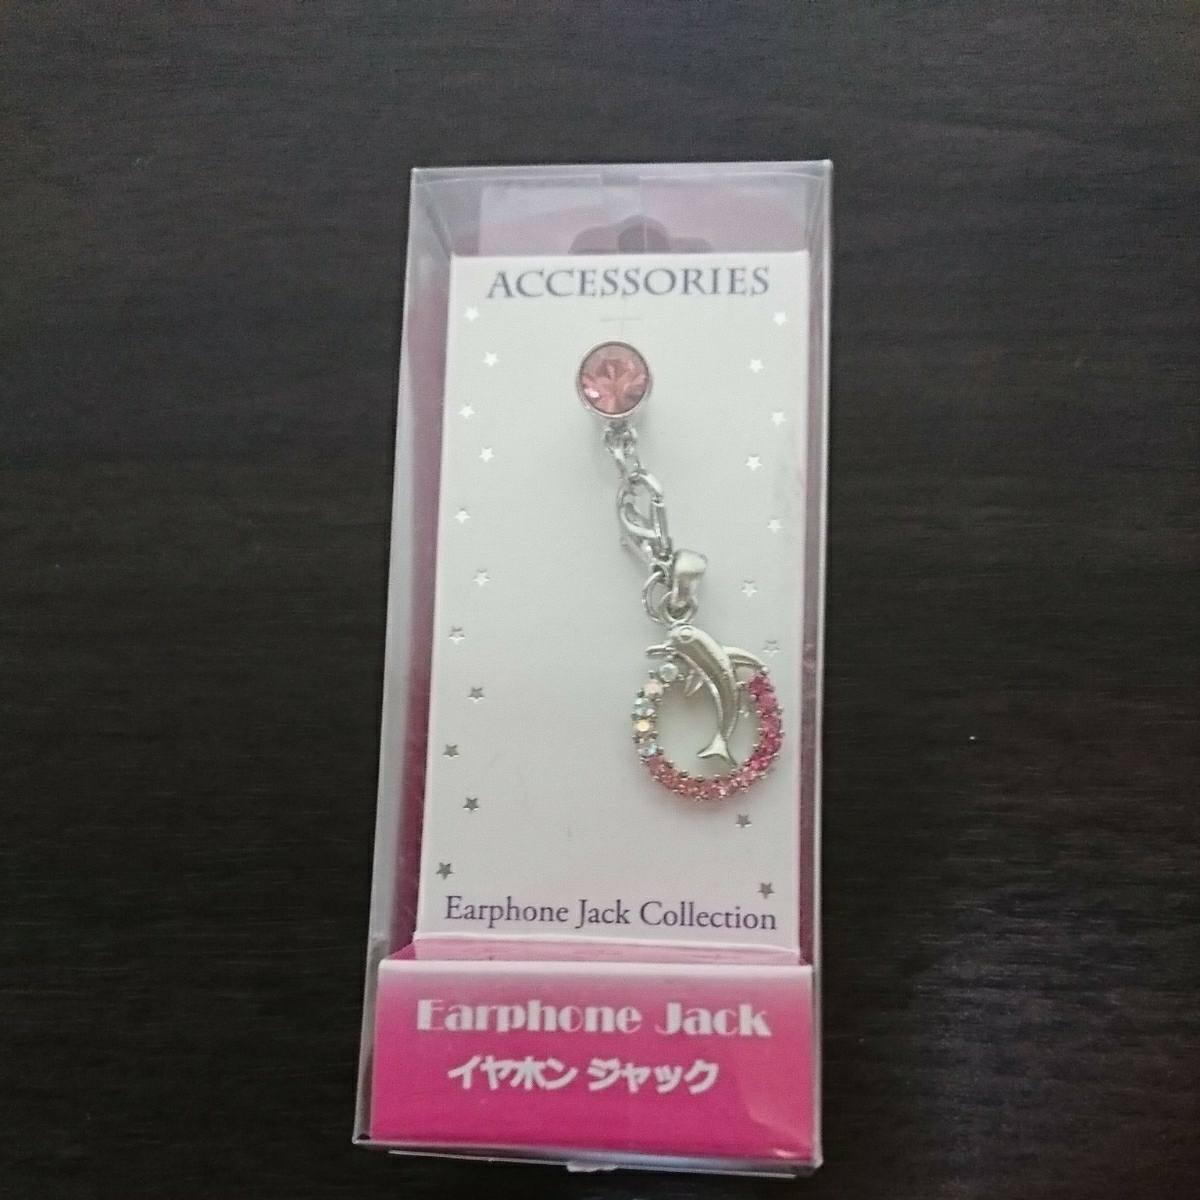 ACCESSORIES
Earphone Jack Collection
Earphone Jack
イヤホン ジャック